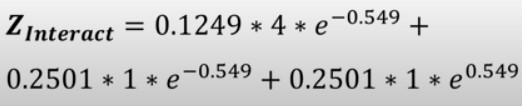 Z_Interact = 0.1249 * 4 * e^−0.549 +
0.2501 * 1 * e^−0.549 + 0.2501 * 1 * e^0.549